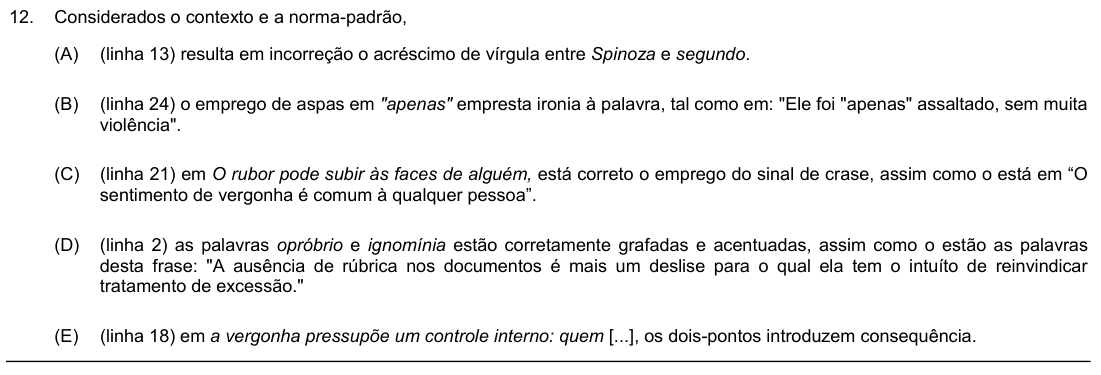 12. Considerados o contexto e a norma-padrão,
(A) (linha 13) resulta em incorreção o acréscimo de vírgula entre Spinoza e segundo.
(B) (linha 24) o emprego de aspas em "apenas" empresta ironia à palavra, tal como em: "Ele foi "apenas" assaltado, sem muita
violência".
(C) (linha 21) em O rubor pode subir às faces de alguém, está correto o emprego do sinal de crase, assim como o está em “O
sentimento de vergonha é comum à qualquer pessoa”.
(D) (linha 2) as palavras opróbrio e ignomínia estão corretamente grafadas e acentuadas, assim como o estão as palavras
desta frase: "A ausência de rúbrica nos documentos é mais um deslise para o qual ela tem o intuíto de reinvindicar
tratamento de excessão."
(E) (linha 18) em a vergonha pressupõe um controle interno: quem [...], os dois-pontos introduzem consequência.